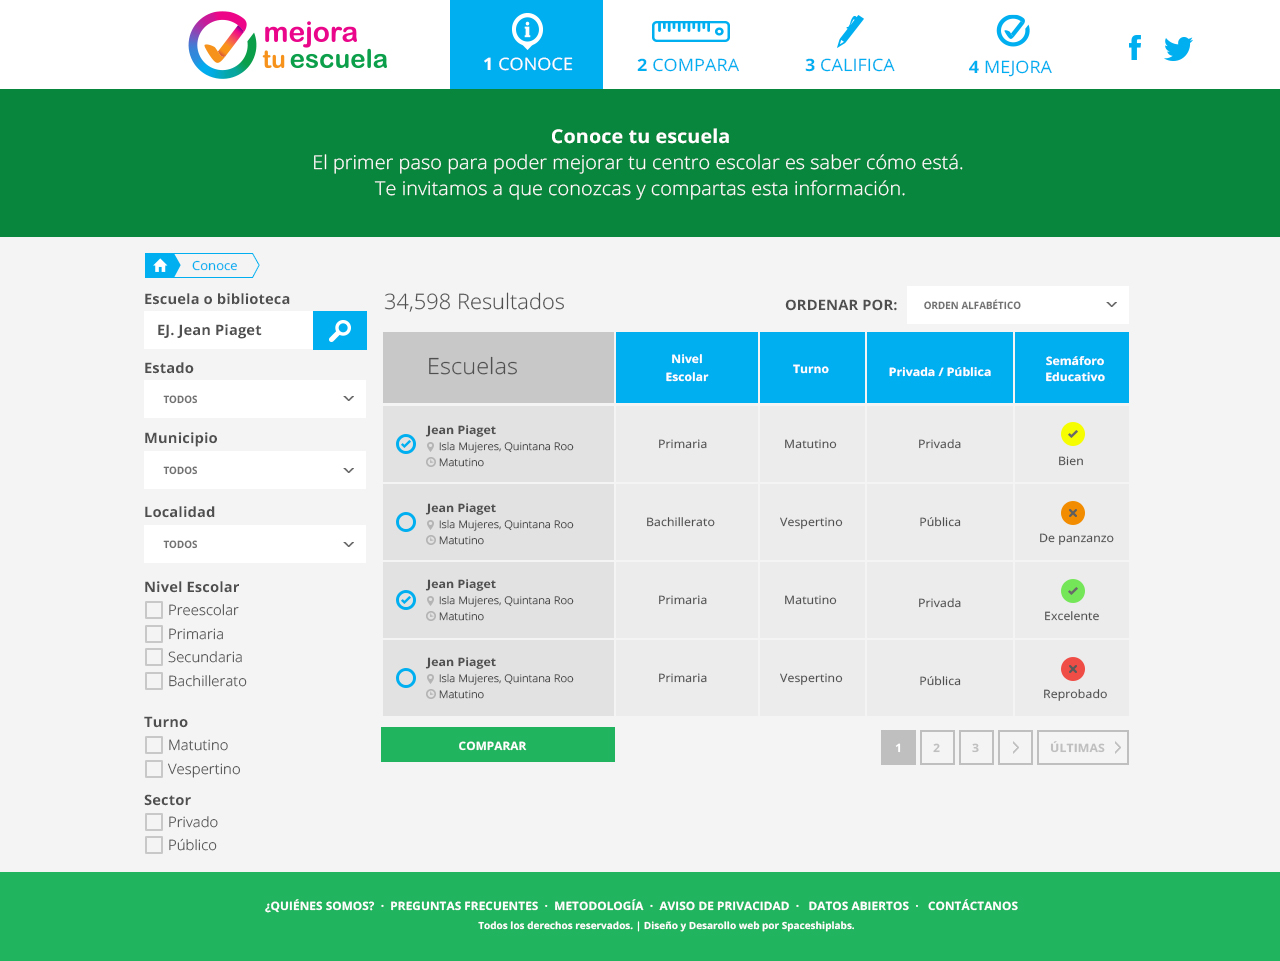 mejora
tu escuela
1 CONOCE
2 COMPARA
3 CALIFICA
4 MEJORA
Conoce tu escuela
El primer paso para poder mejorar tu centro escolar es saber cómo está.
Te invitamos a que conozcas y compartas esta información.
Conoce
Escuela o biblioteca
EJ. Jean Piaget
Estado
TODOS
Municipio
TODOS
Localidad
TODOS
Nivel Escolar
Preescolar
Primaria
Secundaria
Bachillerato
Turno
Matutino
Vespertino
Sector
Privado
Público
34,598 Resultados
ORDENAR POR:
ORDEN ALFABÉTICO
Escuelas
Nivel
Escolar
Turno
Privada / Pública
Semáforo
Educativo
Jean Piaget
Isla Mujeres, Quintana Roo
Matutino
Primaria
Matutino
Privada
Bien
Jean Piaget
Isla Mujeres, Quintana Roo
Matutino
Bachillerato
Vespertino
Pública
De panzanzo
Jean Piaget
Isla Mujeres, Quintana Roo
Matutino
Primaria
Matutino
Privada
Excelente
Jean Piaget
Isla Mujeres, Quintana Roo
Matutino
Primaria
Vespertino
Pública
Reprobado
COMPARAR
1
2
3
ÚLTIMAS
¿QUIÉNES SOMOS? · PREGUNTAS FRECUENTES · METODOLOGÍA · AVISO DE PRIVACIDAD · DATOS ABIERTOS · CONTÁCTANOS
Todos los derechos reservados. | Diseño y Desarollo web por Spaceshiplabs.